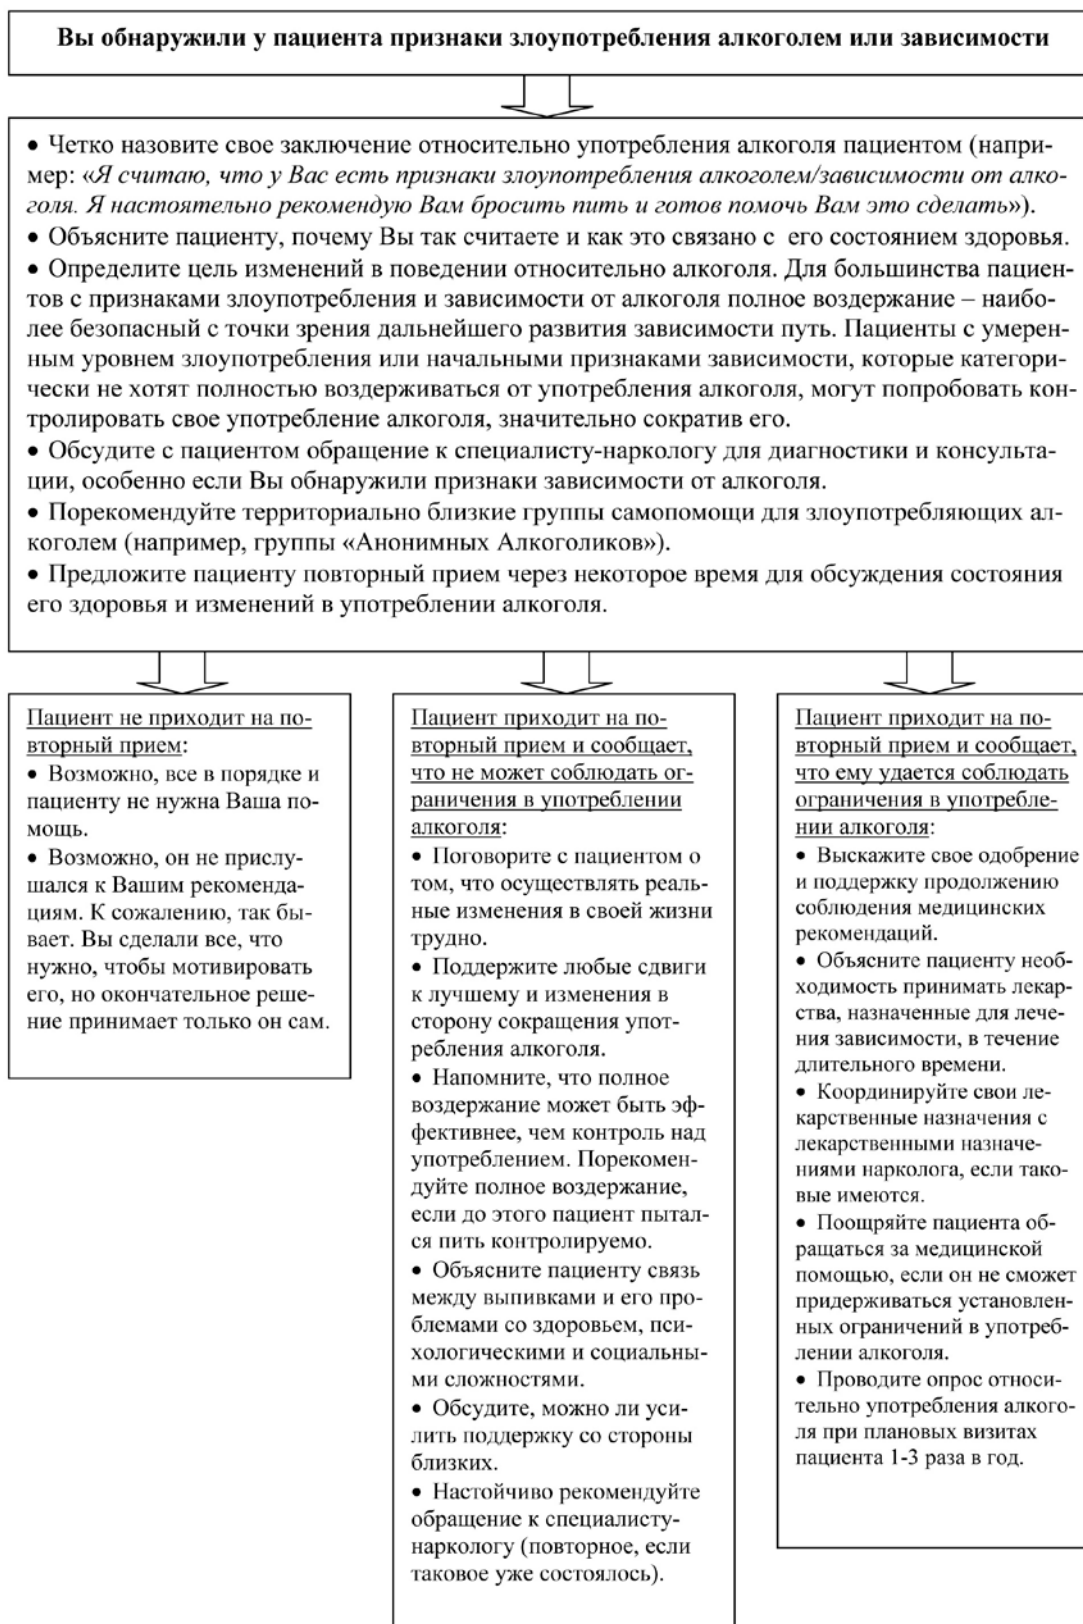 Вы обнаружили у пациента признаки злоупотребления алкоголем или зависимости
• Четко назовите свое заключение относительно употребления алкоголя пациентом (напри-
мер: «Я считаю, что у Вас есть признаки злоупотребления алкоголем/зависимости от алко-
голя. Я настоятельно рекомендую Вам бросить пить и готов помочь Вам это сделать»).
• Объясните пациенту, почему Вы так считаете и как это связано с его состоянием здоровья.
• Определите цель изменений в поведении относительно алкоголя. Для большинства пациен-
тов с признаками злоупотребления и зависимости от алкоголя полное воздержание – наибо-
лее безопасный с точки зрения дальнейшего развития зависимости путь. Пациенты с умерен-
ным уровнем злоупотребления или начальными признаками зависимости, которые категори-
чески не хотят полностью воздерживаться от употребления алкоголя, могут попробовать кон-
тролировать свое употребление алкоголя, значительно сократив его.
• Обсудите с пациентом обращение к специалисту-наркологу для диагностики и консульта-
ции, особенно если Вы обнаружили признаки зависимости от алкоголя.
• Порекомендуйте территориально близкие группы самопомощи для злоупотребляющих ал-
коголем (например, группы «Анонимных Алкоголиков»).
• Предложите пациенту повторный прием через некоторое время для обсуждения состояния
его здоровья и изменений в употреблении алкоголя.
Пациент не приходит на по-
вторный прием:
• Возможно, все в порядке и
пациенту не нужна Ваша по-
мощь.
• Возможно, он не прислу-
шался к Вашим рекоменда-
циям. К сожалению, так бы-
вает. Вы сделали все, что
нужно, чтобы мотивировать
его, но окончательное реше-
ние принимает только он сам.
Пациент приходит на по-
вторный прием и сообщает,
что не может соблюдать ог-
раничения в употреблении
алкоголя:
• Поговорите с пациентом о
том, что осуществлять реаль-
ные изменения в своей жизни
трудно.
• Поддержите любые сдвиги
к лучшему и изменения в
сторону сокращения упот-
ребления алкоголя.
• Напомните, что полное
воздержание может быть эф-
фективнее, чем контроль над
употреблением. Порекомен-
дуйте полное воздержание,
если до этого пациент пытал-
ся пить контролируемо.
• Объясните пациенту связь
между выпивками и его про-
блемами со здоровьем, пси-
хологическими и социальны-
ми сложностями.
• Обсудите, можно ли уси-
лить поддержку со стороны
близких.
• Настойчиво рекомендуйте
обращение к специалисту-
наркологу (повторное, если
таковое уже состоялось).
Пациент приходит на по-
вторный прием и сообщает,
что ему удается соблюдать
ограничения в употребле-
нии алкоголя:
• Выскажите свое одобрение
и поддержку продолжению
соблюдения медицинских
рекомендаций.
• Объясните пациенту необ-
ходимость принимать лекар-
ства, назначенные для лече-
ния зависимости, в течение
длительного времени.
• Координируйте свои ле-
карственные назначения с
лекарственными назначе-
ниями нарколога, если тако-
вые имеются.
• Поощряйте пациента об-
ращаться за медицинской
помощью, если он не сможет
придерживаться установлен-
ных ограничений в употреб-
лении алкоголя.
• Проводите опрос относи-
тельно употребления алкого-
ля при плановых визитах
пациента 1-3 раза в год.